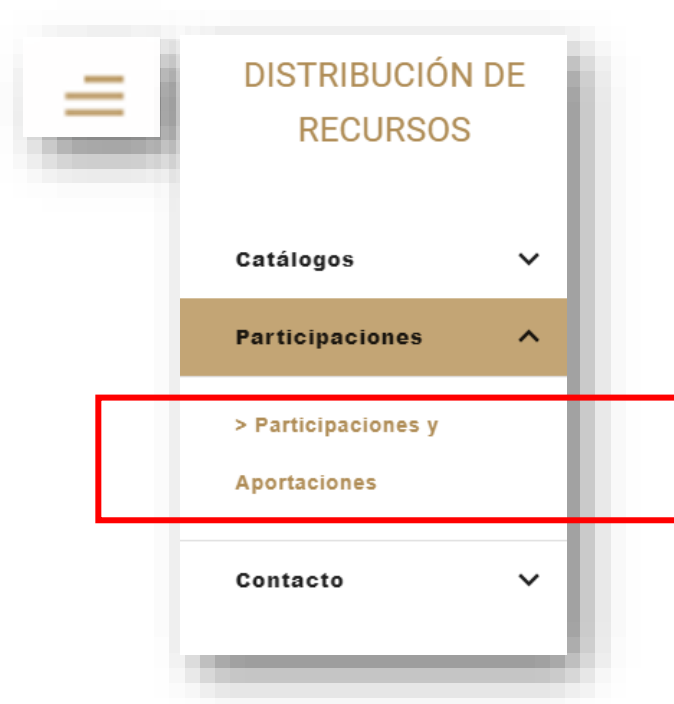 DISTRIBUCIÓN DE
RECURSOS
Catálogos
Participaciones
> Participaciones y
Aportaciones
Contacto